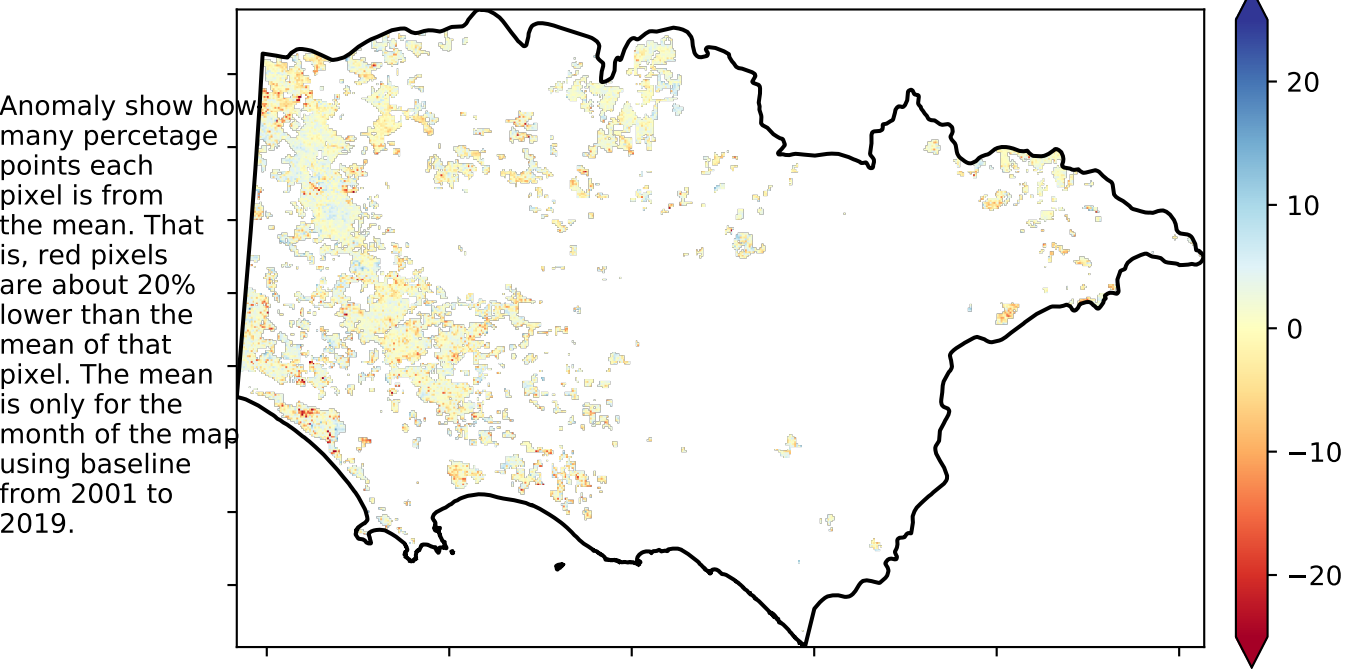 Anomaly show how
many percetage
points each
pixel is from
the mean. That
is, red pixels
are about 20%
lower than the
mean of that
pixel. The mean
is only for the
month of the map
using baseline
from 2001 to
2019.
20
10
0
−10
−20